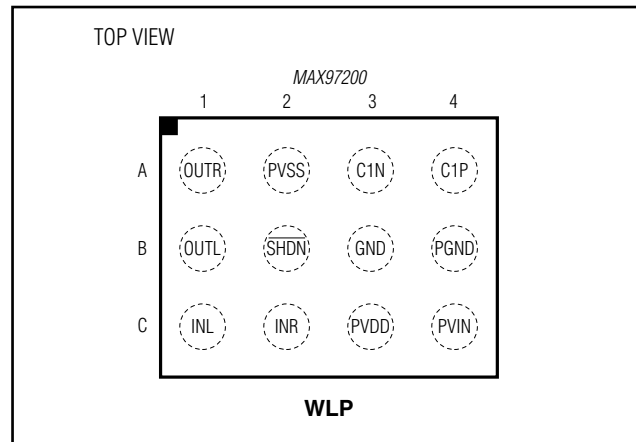 TOP VIEW
MAX97200
1 2 3 4
A OUTR PVSS C1N C1P
B OUTL S̅H̅D̅N̅ GND PGND
C INL INR PVDD PVIN
WLP